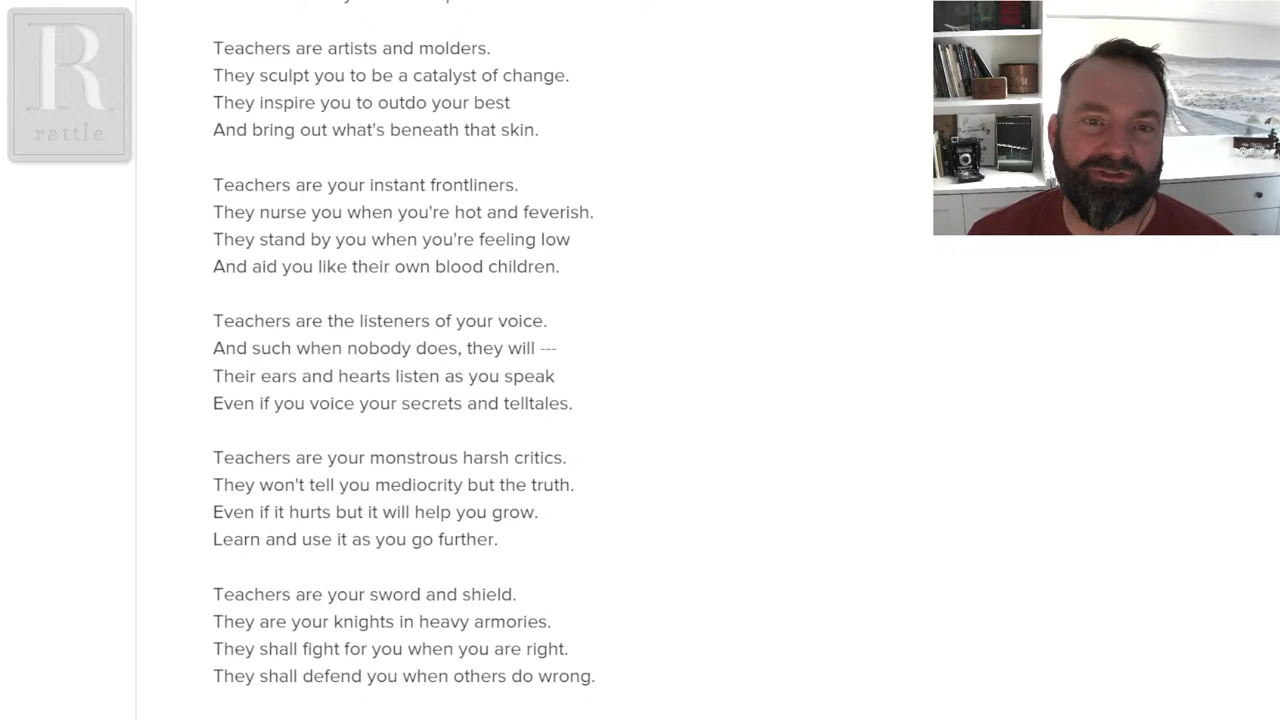 R
rattle
Teachers are artists and molders.
They sculpt you to be a catalyst of change.
They inspire you to outdo your best
And bring out what's beneath that skin.
Teachers are your instant frontliners.
They nurse you when you're hot and feverish.
They stand by you when you're feeling low
And aid you like their own blood children.
Teachers are the listeners of your voice.
And such when nobody does, they will ---
Their ears and hearts listen as you speak
Even if you voice your secrets and telltales.
Teachers are your monstrous harsh critics.
They won't tell you mediocrity but the truth.
Even if it hurts but it will help you grow.
Learn and use it as you go further.
Teachers are your sword and shield.
They are your knights in heavy armories.
They shall fight for you when you are right.
They shall defend you when others do wrong.